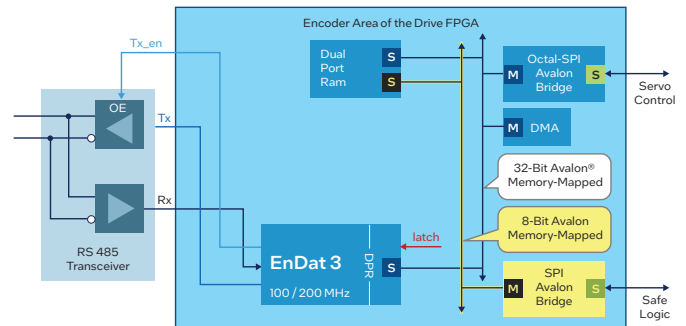 Encoder Area of the Drive FPGA
Tx_en
Dual
Port
Ram
S
S
M
Octal-SPI
Avalon
Bridge
S
Servo
Control
OE
Tx
M
DMA
32-Bit Avalon®
Memory-Mapped
Rx
8-Bit Avalon
Memory-Mapped
RS 485
Transceiver
latch
EnDat 3
DPR
S
100 / 200 MHz
M
SPI
Avalon
Bridge
S
Safe
Logic